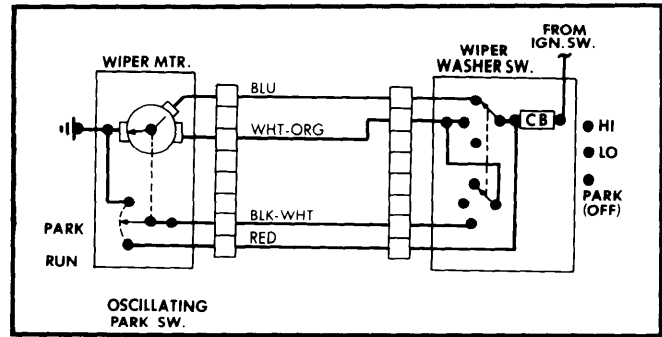 FROM
IGN. SW.
WIPER MTR.
WIPER
WASHER SW.
BLU
CB
HI
WHT-ORG
LO
PARK
(OFF)
BLK-WHT
PARK
RED
RUN
OSCILLATING
PARK SW.